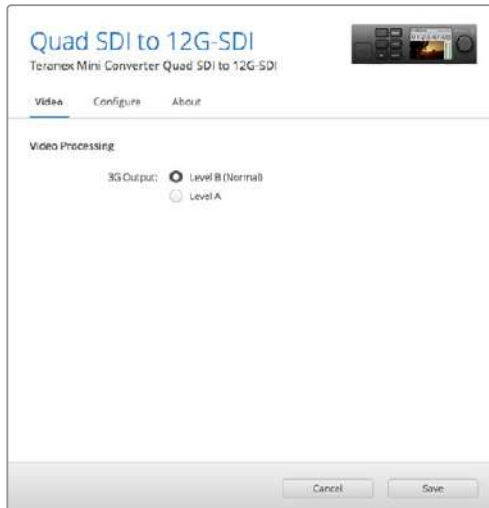 Quad SDI to 12G-SDI
Teranex Mini Converter Quad SDI to 12G-SDI
Video Configure About
Video Processing
3G Output: Level B (Normal)
Level A
Cancel Save